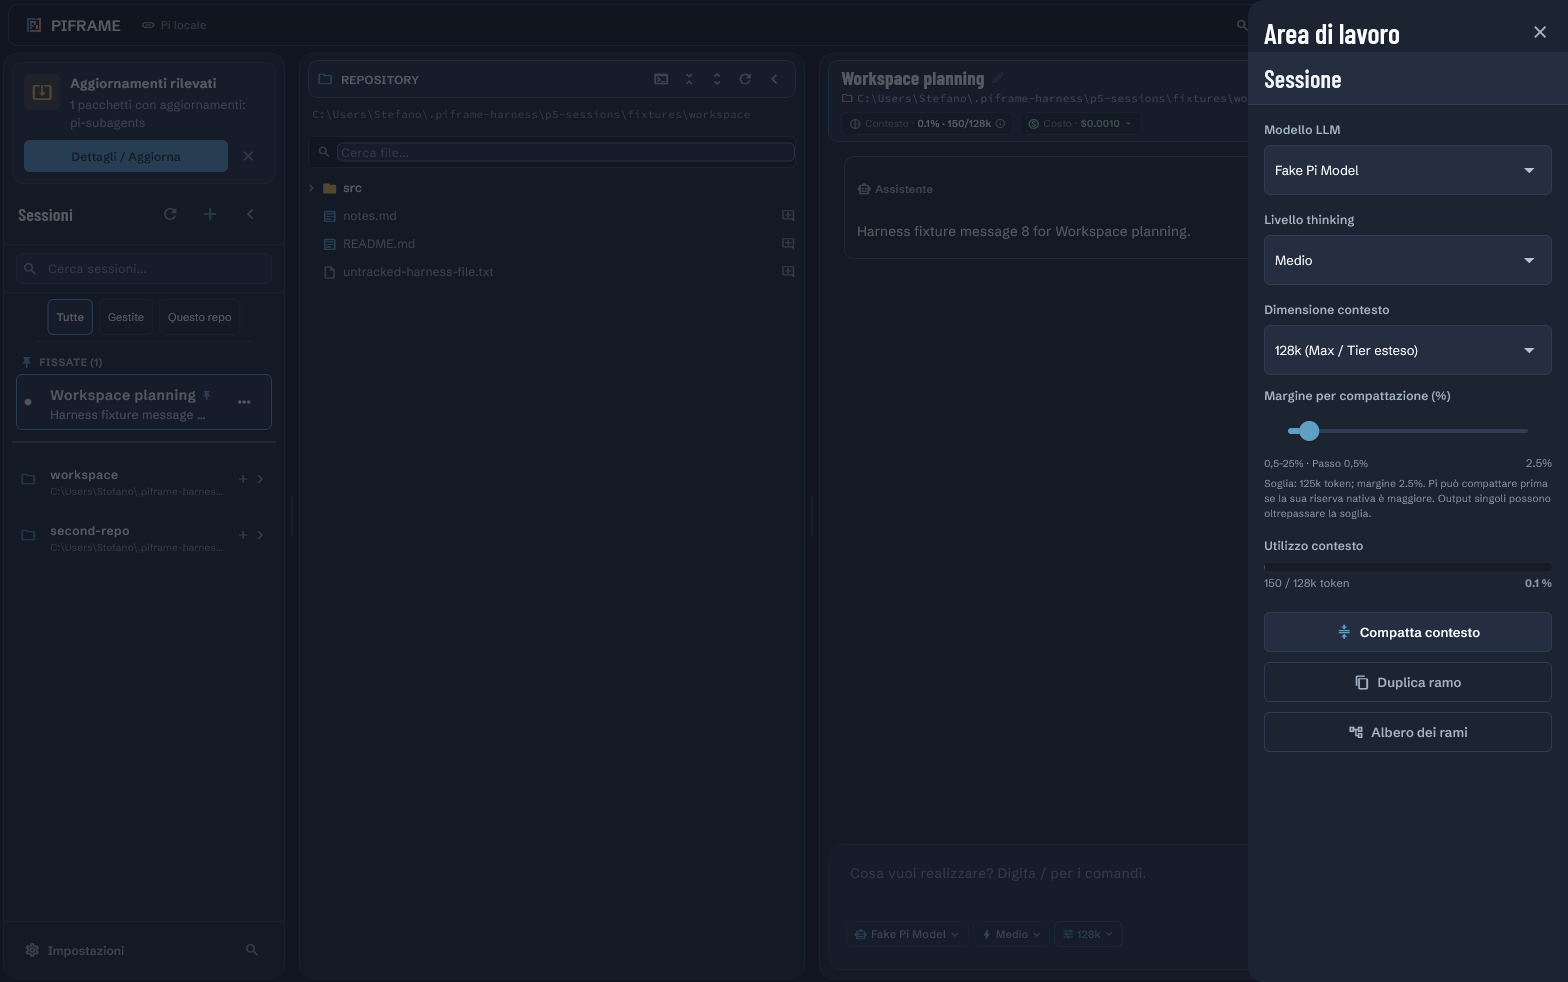 PIFRAME
Pi locale
Aggiornamenti rilevati
1 pacchetti con aggiornamenti:
pi-subagents
Dettagli / Aggiorna
Sessioni
Cerca sessioni...
Tutte
Gestite
Questo repo
FISSATE (1)
Workspace planning
Harness fixture message ...
workspace
C:\Users\Stefano\.piframe-harnes...
second-repo
C:\Users\Stefano\.piframe-harnes...
Impostazioni
REPOSITORY
C:\Users\Stefano\.piframe-harness\p5-sessions\fixtures\workspace
Cerca file...
src
notes.md
README.md
untracked-harness-file.txt
Workspace planning
C:\Users\Stefano\.piframe-harness\p5-sessions\fixtures\wo
Contesto · 0.1% · 150/128k
Costo · $0.0010
Assistente
Harness fixture message 8 for Workspace planning.
Cosa vuoi realizzare? Digita / per i comandi.
Fake Pi Model
Medio
128k
Area di lavoro
Sessione
Modello LLM
Fake Pi Model
Livello thinking
Medio
Dimensione contesto
128k (Max / Tier esteso)
Margine per compattazione (%)
0,5-25% · Passo 0,5%
2.5%
Soglia: 125k token; margine 2.5%. Pi può compattare prima
se la sua riserva nativa è maggiore. Output singoli possono
oltrepassare la soglia.
Utilizzo contesto
150 / 128k token
0.1 %
Compatta contesto
Duplica ramo
Albero dei rami